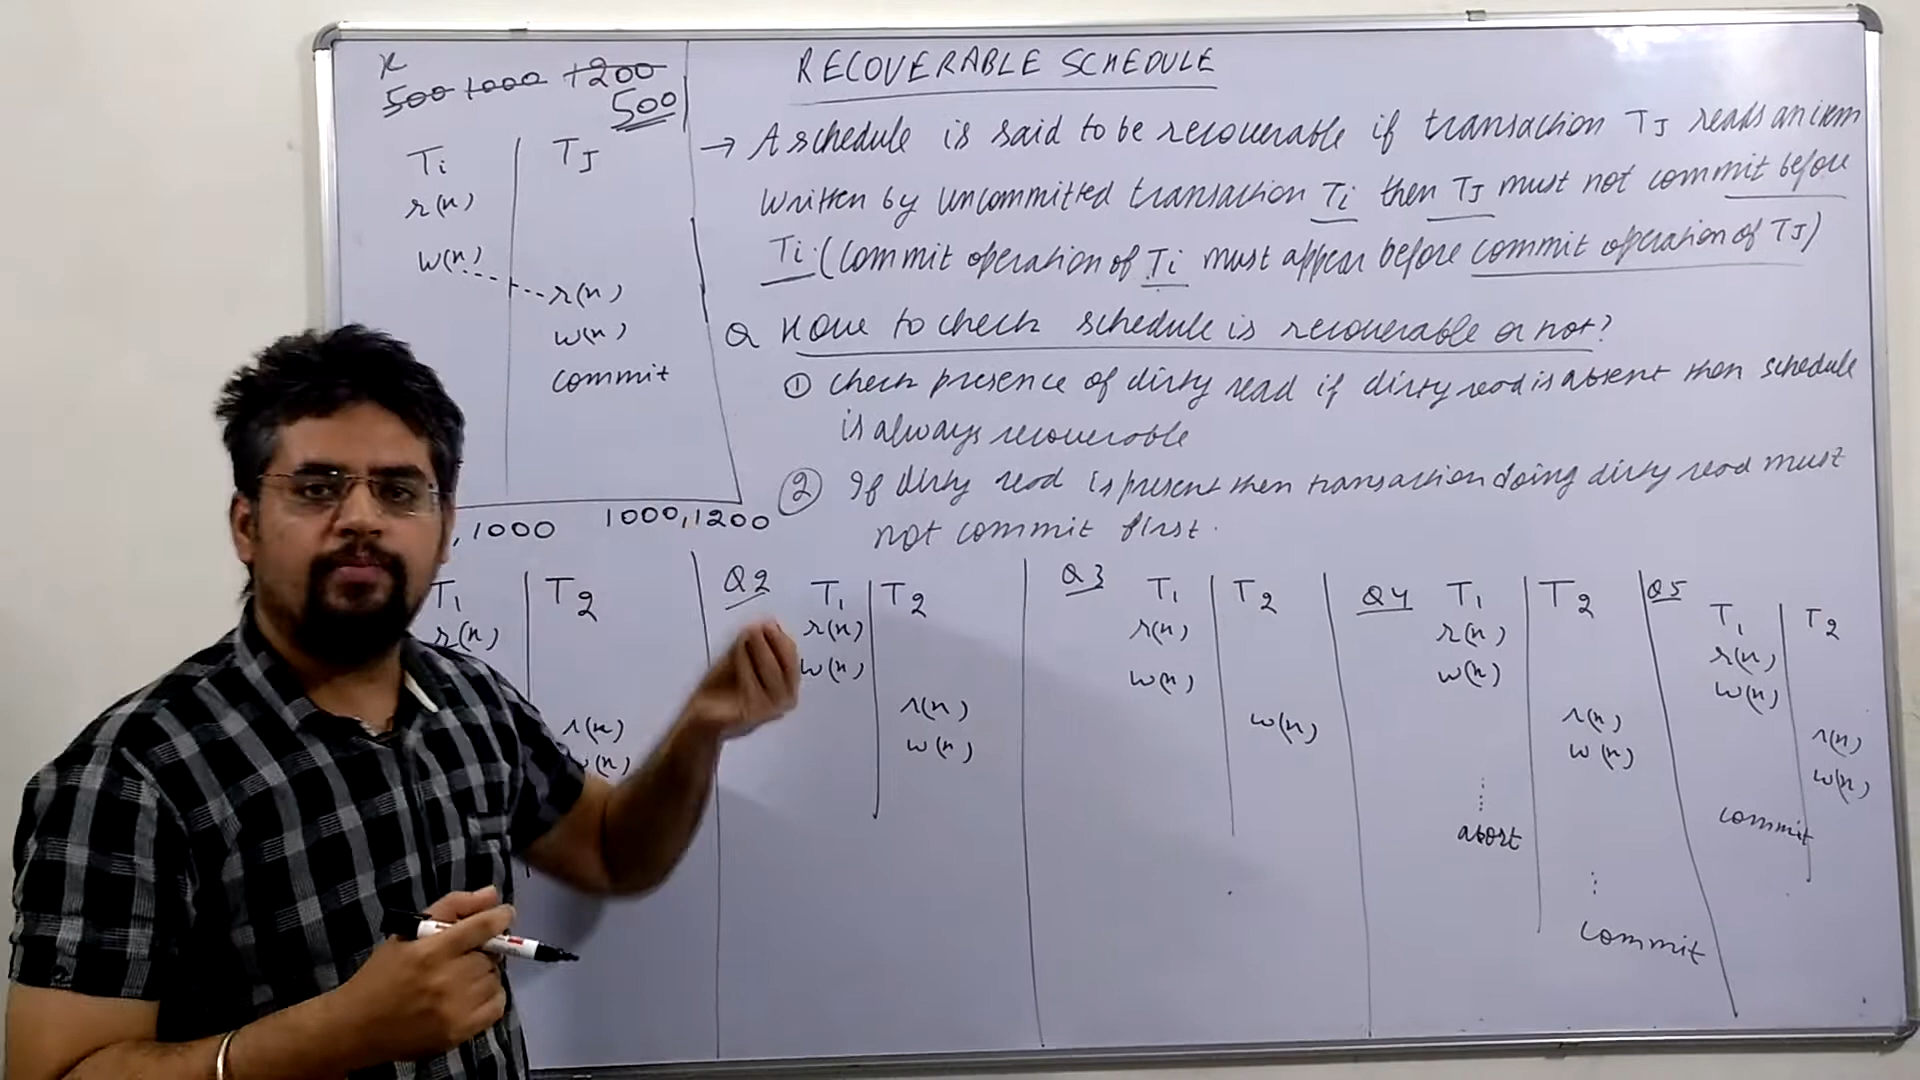 x
500 1000 1200
500
Ti TJ
r(x)
w(x)
r(x)
w(x)
commit
, 1000 1000,1200
RECOVERABLE SCHEDULE
→ A schedule is said to be recoverable if transaction TJ reads an item
written by uncommitted transaction Ti then TJ must not commit before
Ti (commit operation of Ti must appear before commit operation of TJ)
Q How to check schedule is recoverable or not?
① check presence of dirty read if dirty read is absent then schedule
is always recoverable
② If dirty read is present then transaction doing dirty read must
not commit first.
T1 T2
r(x)
r(x)
w(x)
Q2 T1 T2
r(x)
w(x)
r(x)
w(x)
Q3 T1 T2
r(x)
w(x)
w(x)
Q4 T1 T2
r(x)
w(x)
r(x)
w(x)
abort
commit
Q5 T1 T2
r(x)
w(x)
r(x)
w(x)
commit